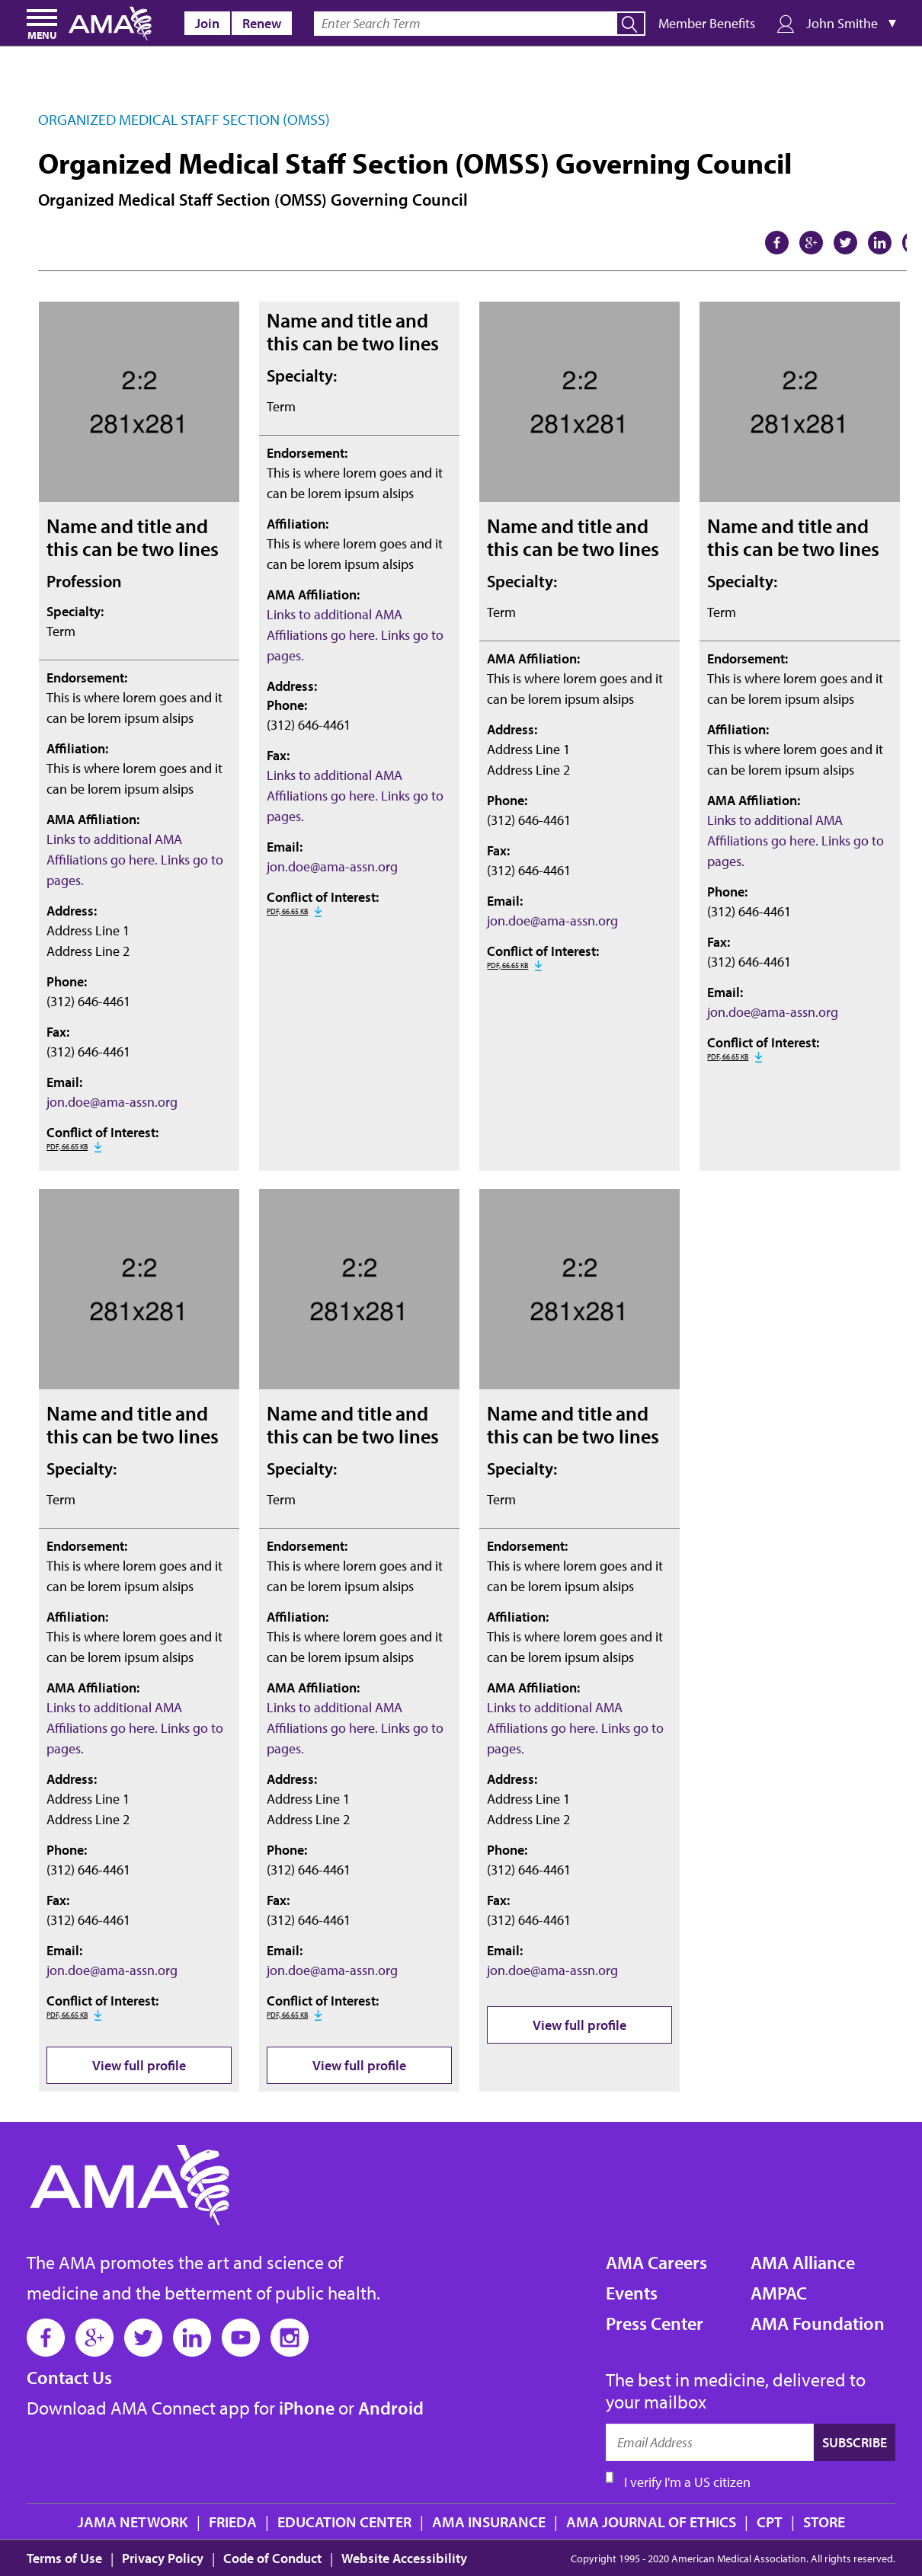 MENU
AMA
Join
Renew
Enter Search Term
Member Benefits
John Smithe ▼
ORGANIZED MEDICAL STAFF SECTION (OMSS)
Organized Medical Staff Section (OMSS) Governing Council
Organized Medical Staff Section (OMSS) Governing Council
2:2
281x281
Name and title and
this can be two lines
Profession
Specialty:
Term
Endorsement:
This is where lorem goes and it
can be lorem ipsum alsips
Affiliation:
This is where lorem goes and it
can be lorem ipsum alsips
AMA Affiliation:
Links to additional AMA
Affiliations go here. Links go to
pages.
Address:
Address Line 1
Address Line 2
Phone:
(312) 646-4461
Fax:
(312) 646-4461
Email:
jon.doe@ama-assn.org
Conflict of Interest:
PDF, 66.65 KB
Name and title and
this can be two lines
Specialty:
Term
Endorsement:
This is where lorem goes and it
can be lorem ipsum alsips
Affiliation:
This is where lorem goes and it
can be lorem ipsum alsips
AMA Affiliation:
Links to additional AMA
Affiliations go here. Links go to
pages.
Address:
Phone:
(312) 646-4461
Fax:
Links to additional AMA
Affiliations go here. Links go to
pages.
Email:
jon.doe@ama-assn.org
Conflict of Interest:
PDF, 66.65 KB
2:2
281x281
Name and title and
this can be two lines
Specialty:
Term
AMA Affiliation:
This is where lorem goes and it
can be lorem ipsum alsips
Address:
Address Line 1
Address Line 2
Phone:
(312) 646-4461
Fax:
(312) 646-4461
Email:
jon.doe@ama-assn.org
Conflict of Interest:
PDF, 66.65 KB
2:2
281x281
Name and title and
this can be two lines
Specialty:
Term
Endorsement:
This is where lorem goes and it
can be lorem ipsum alsips
Affiliation:
This is where lorem goes and it
can be lorem ipsum alsips
AMA Affiliation:
Links to additional AMA
Affiliations go here. Links go to
pages.
Phone:
(312) 646-4461
Fax:
(312) 646-4461
Email:
jon.doe@ama-assn.org
Conflict of Interest:
PDF, 66.65 KB
2:2
281x281
Name and title and
this can be two lines
Specialty:
Term
Endorsement:
This is where lorem goes and it
can be lorem ipsum alsips
Affiliation:
This is where lorem goes and it
can be lorem ipsum alsips
AMA Affiliation:
Links to additional AMA
Affiliations go here. Links go to
pages.
Address:
Address Line 1
Address Line 2
Phone:
(312) 646-4461
Fax:
(312) 646-4461
Email:
jon.doe@ama-assn.org
Conflict of Interest:
PDF, 66.65 KB
View full profile
2:2
281x281
Name and title and
this can be two lines
Specialty:
Term
Endorsement:
This is where lorem goes and it
can be lorem ipsum alsips
Affiliation:
This is where lorem goes and it
can be lorem ipsum alsips
AMA Affiliation:
Links to additional AMA
Affiliations go here. Links go to
pages.
Address:
Address Line 1
Address Line 2
Phone:
(312) 646-4461
Fax:
(312) 646-4461
Email:
jon.doe@ama-assn.org
Conflict of Interest:
PDF, 66.65 KB
View full profile
2:2
281x281
Name and title and
this can be two lines
Specialty:
Term
Endorsement:
This is where lorem goes and it
can be lorem ipsum alsips
Affiliation:
This is where lorem goes and it
can be lorem ipsum alsips
AMA Affiliation:
Links to additional AMA
Affiliations go here. Links go to
pages.
Address:
Address Line 1
Address Line 2
Phone:
(312) 646-4461
Fax:
(312) 646-4461
Email:
jon.doe@ama-assn.org
View full profile
AMA
The AMA promotes the art and science of
medicine and the betterment of public health.
Contact Us
Download AMA Connect app for iPhone or Android
AMA Careers
Events
Press Center
AMA Alliance
AMPAC
AMA Foundation
The best in medicine, delivered to
your mailbox
Email Address
SUBSCRIBE
I verify I'm a US citizen
JAMA NETWORK | FRIEDA | EDUCATION CENTER | AMA INSURANCE | AMA JOURNAL OF ETHICS | CPT | STORE
Terms of Use | Privacy Policy | Code of Conduct | Website Accessibility
Copyright 1995 - 2020 American Medical Association. All rights reserved.